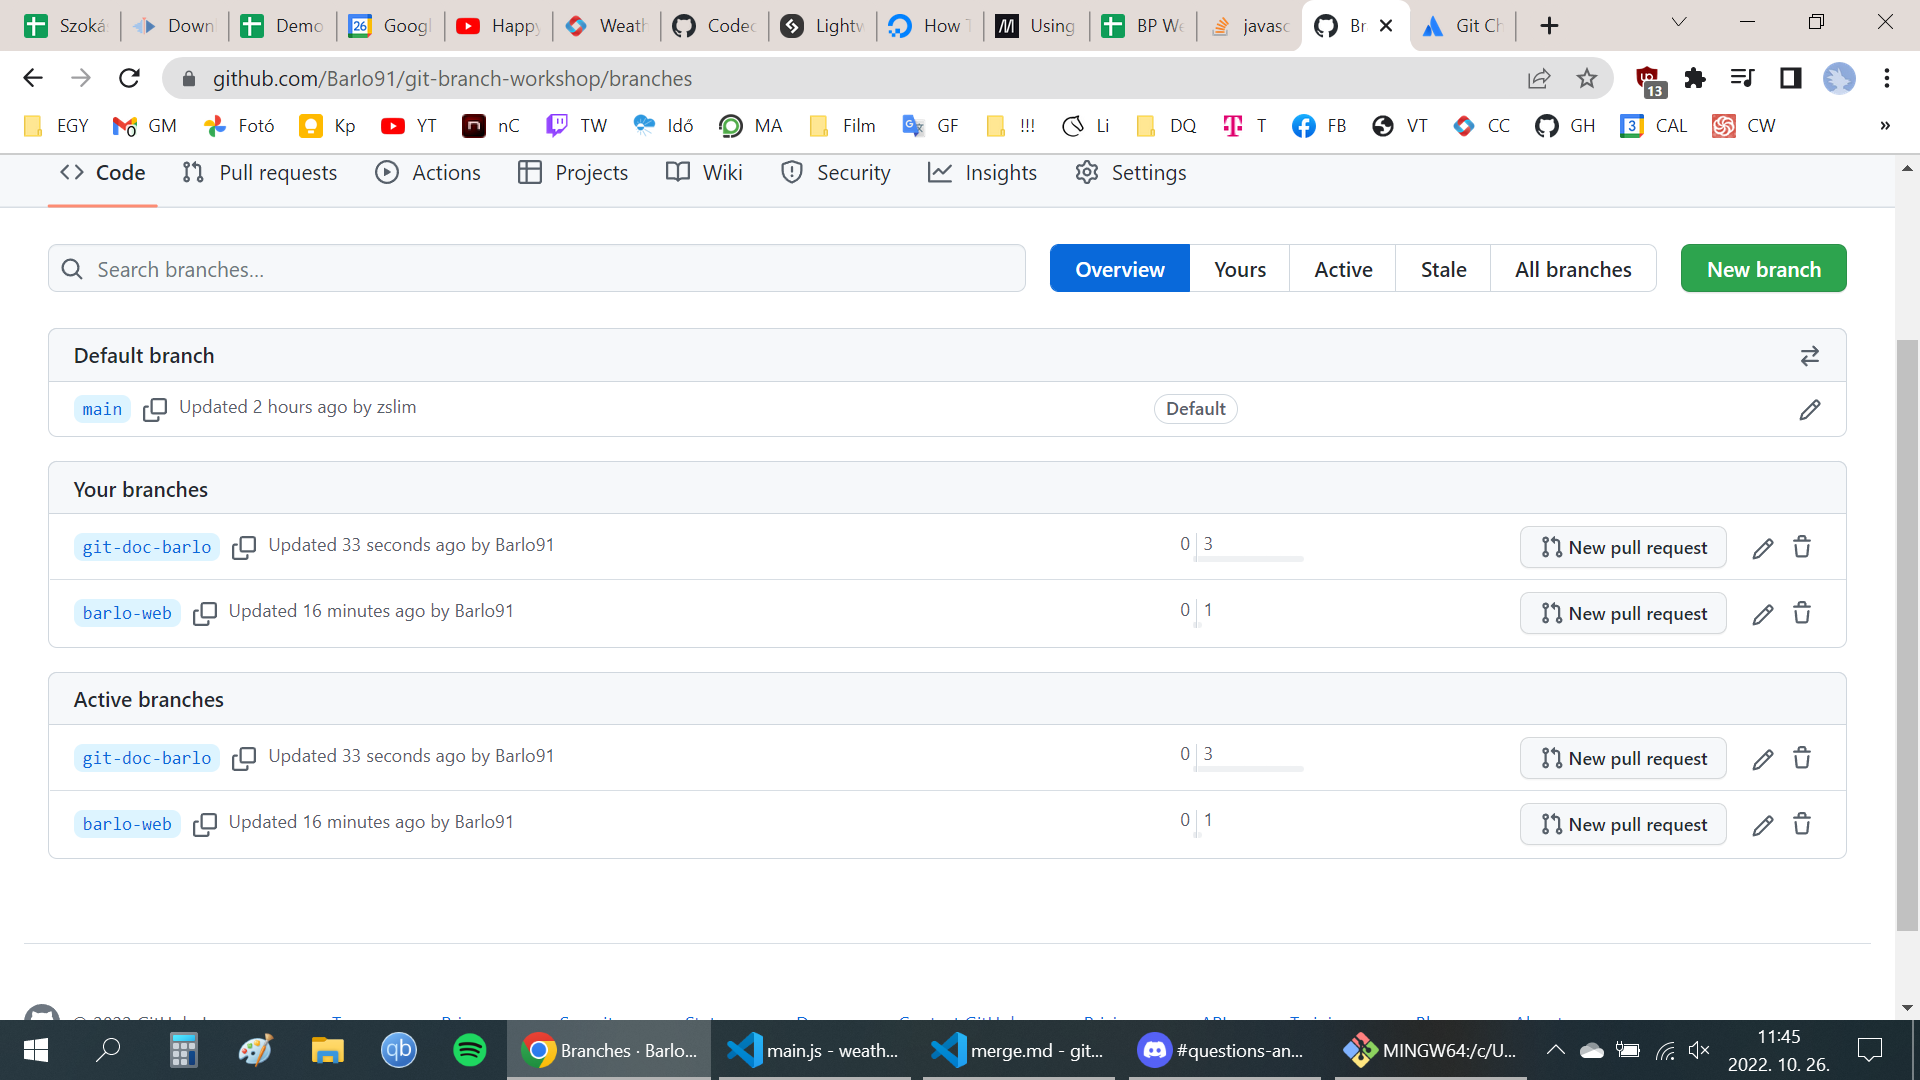 Szoká
Down
Demo
26 Googl
Happy
Weath
Codec
Lightw
How T
Using
BP We
javasc
Br
Git Ch
github.com/Barlo91/git-branch-workshop/branches
13
EGY GM Fotó Kp YT nC TW Idő MA Film GF !!! Li DQ T FB VT CC GH 3 CAL CW »
Code Pull requests Actions Projects Wiki Security Insights Settings
Search branches...
Overview Yours Active Stale All branches New branch
Default branch
main Updated 2 hours ago by zslim Default
Your branches
git-doc-barlo Updated 33 seconds ago by Barlo91 0 3 New pull request
barlo-web Updated 16 minutes ago by Barlo91 0 1 New pull request
Active branches
git-doc-barlo Updated 33 seconds ago by Barlo91 0 3 New pull request
barlo-web Updated 16 minutes ago by Barlo91 0 1 New pull request
qb Branches · Barlo... main.js - weath... merge.md - git... #questions-an... MINGW64:/c/U... 11:45
2022. 10. 26.